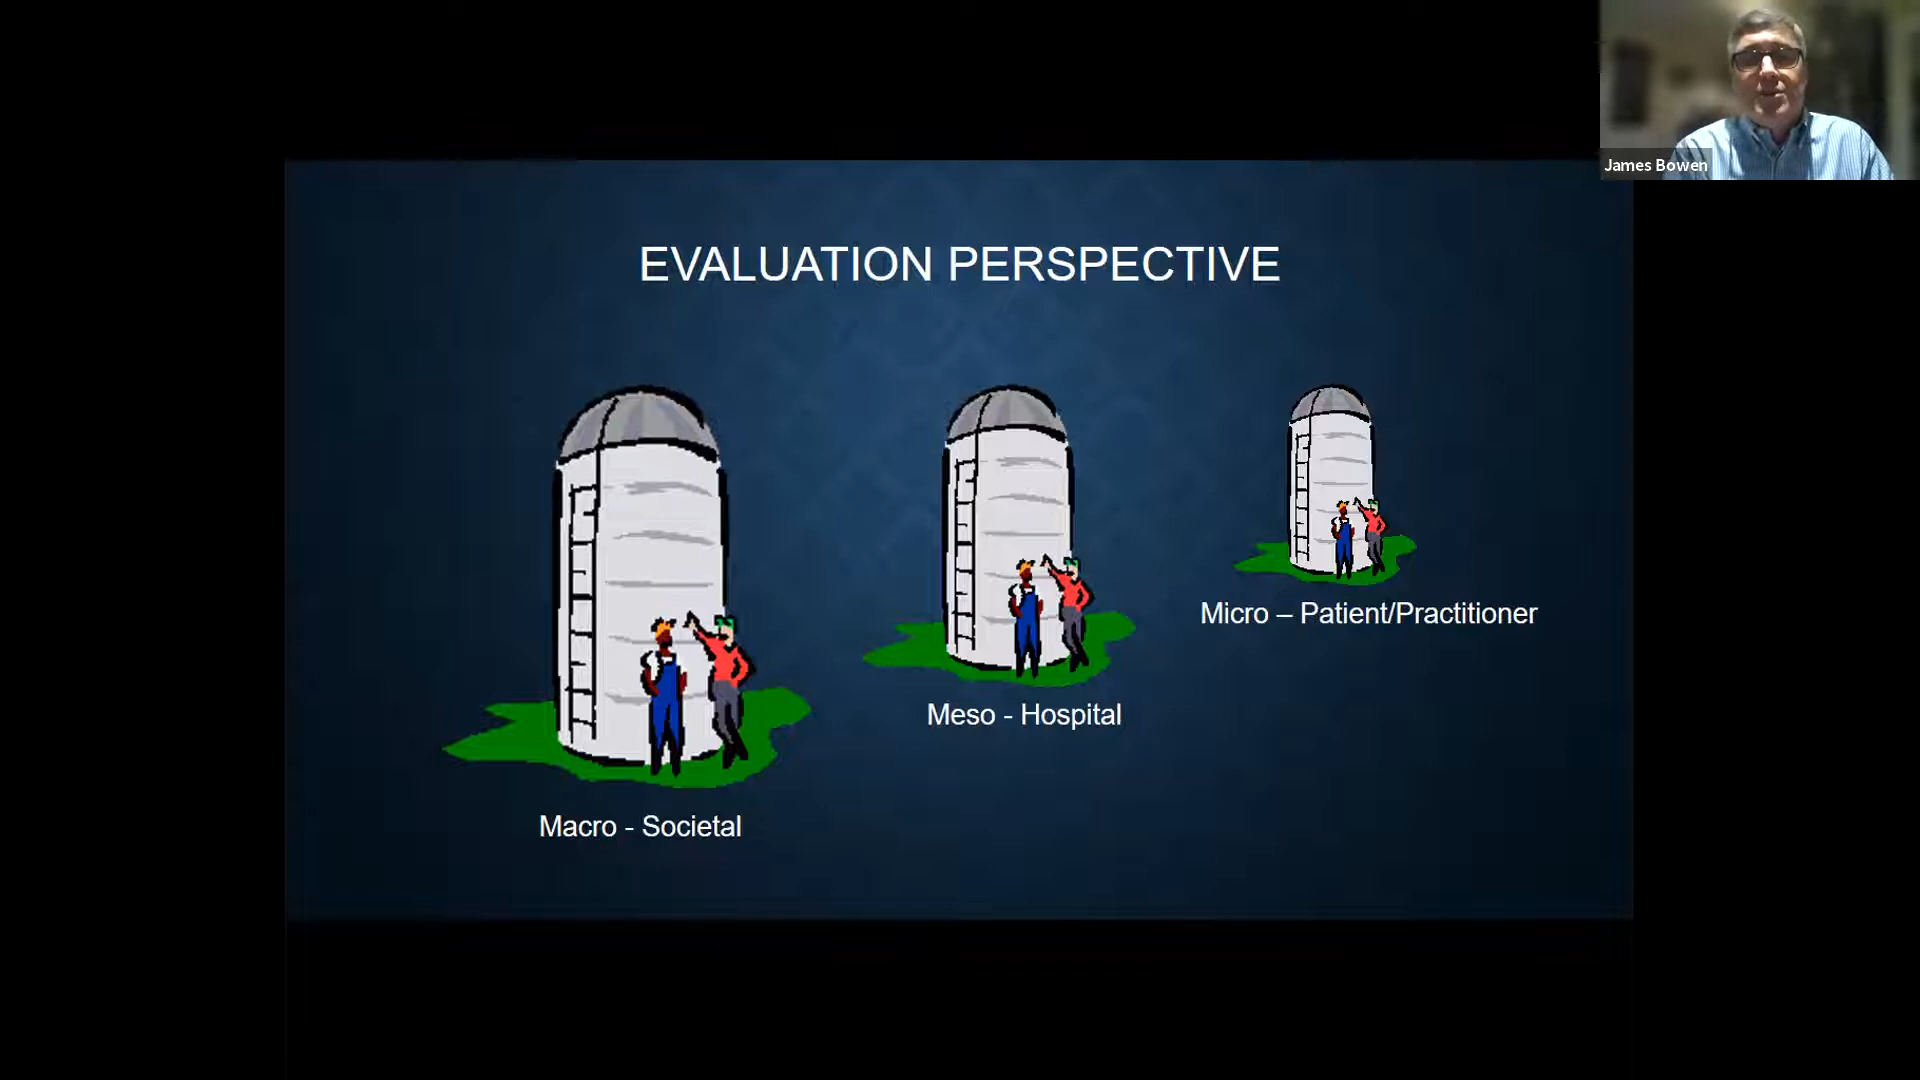 James Bowen
EVALUATION PERSPECTIVE
Micro – Patient/Practitioner
Meso - Hospital
Macro - Societal